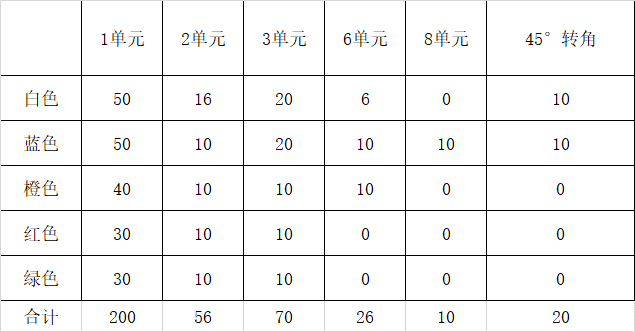 1单元 2单元 3单元 6单元 8单元 45°转角
白色 50 16 20 6 0 10
蓝色 50 10 20 10 10 10
橙色 40 10 10 10 0 0
红色 30 10 10 0 0 0
绿色 30 10 10 0 0 0
合计 200 56 70 26 10 20